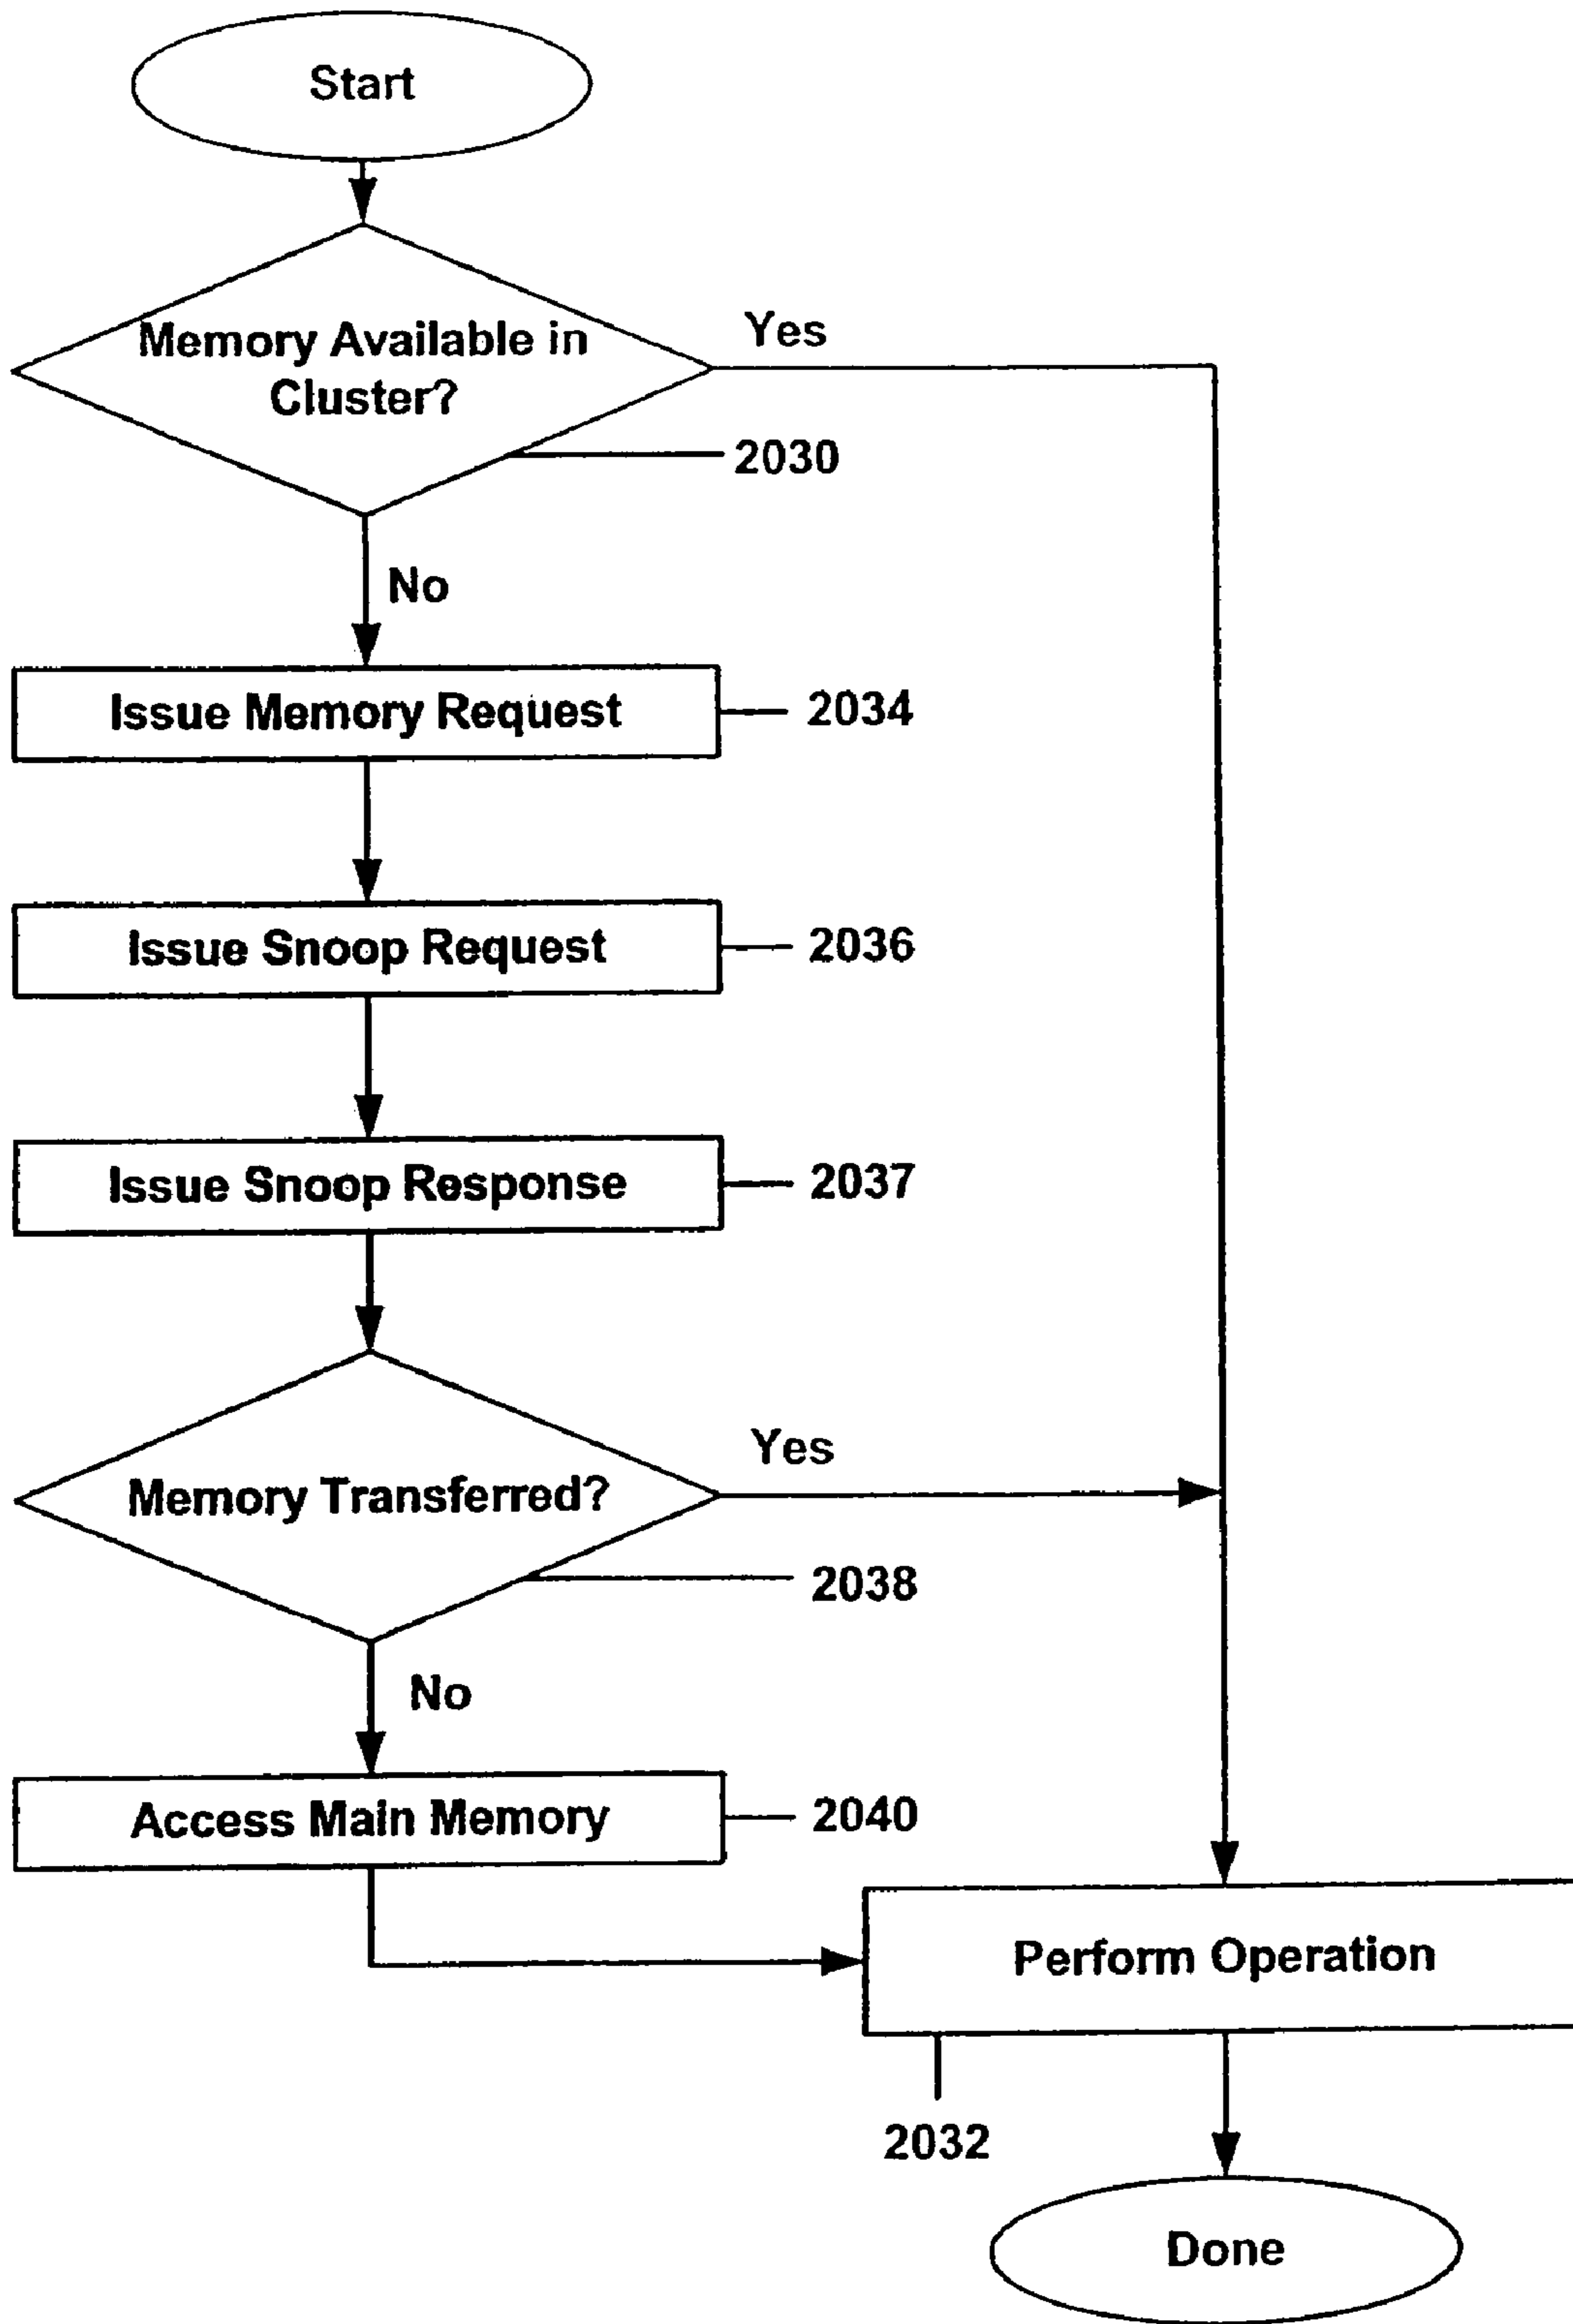 Start
Memory Available in
Cluster?
Yes
2030
No
Issue Memory Request
2034
Issue Snoop Request
2036
Issue Snoop Response
2037
Memory Transferred?
Yes
2038
No
Access Main Memory
2040
Perform Operation
2032
Done